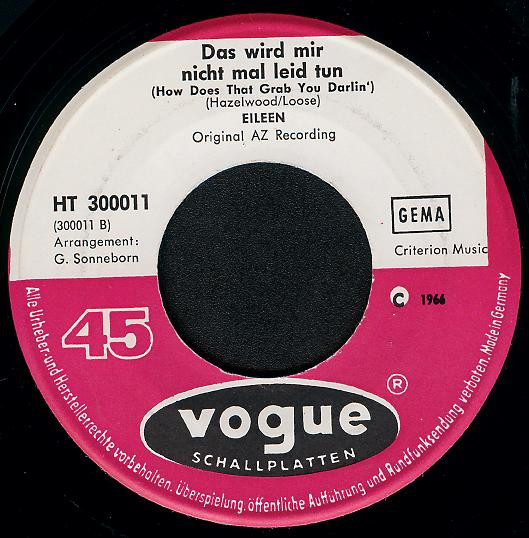 Das wird mir
nicht mal leid tun
(How Does That Grab You Darlin')
(Hazelwood/Loose)
EILEEN
Original AZ Recording
HT 300011
(300011 B)
Arrangement:
G. Sonneborn
GEMA
Criterion Music
C 1966
45
®
vogue
SCHALLPLATTEN
Alle Urheber- und Herstellerrechte vorbehalten. Überspielung, öffentliche Aufführung und Rundfunksendung verboten. Made in Germany